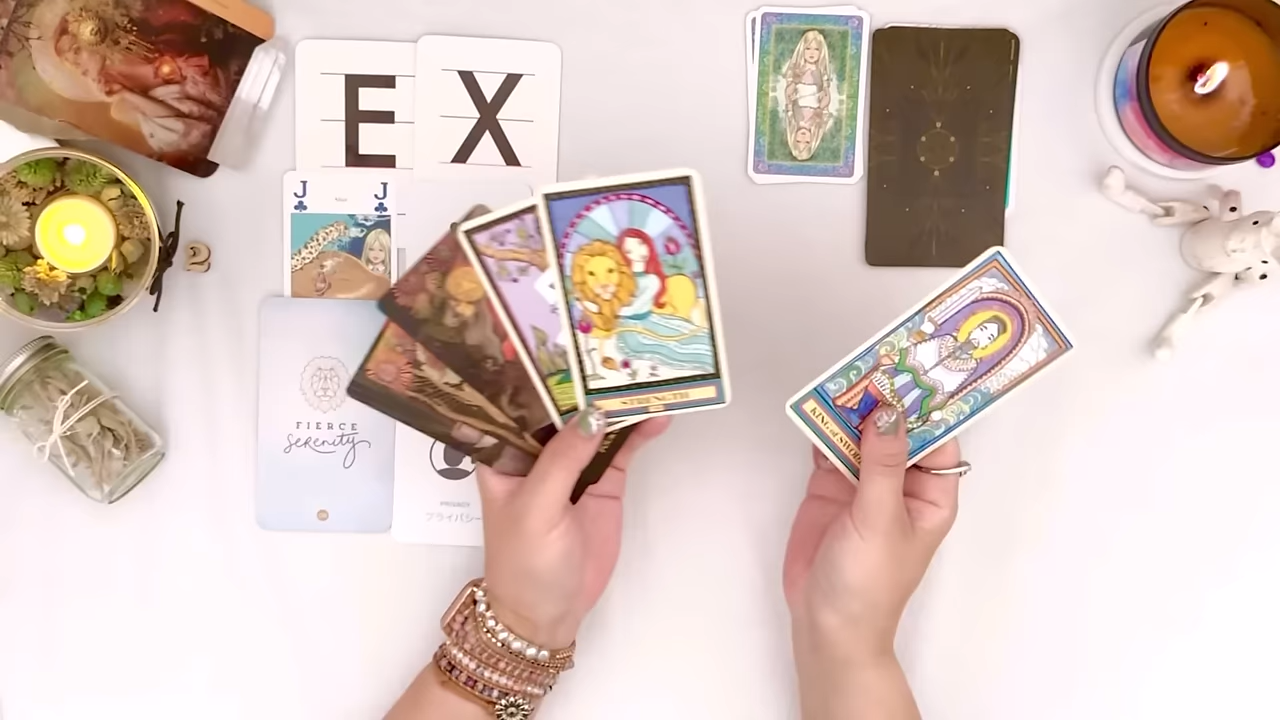 E X
J J
STRENGTH
KING of SWORDS
FIERCE
serenity
PRIVACY
プライバシー